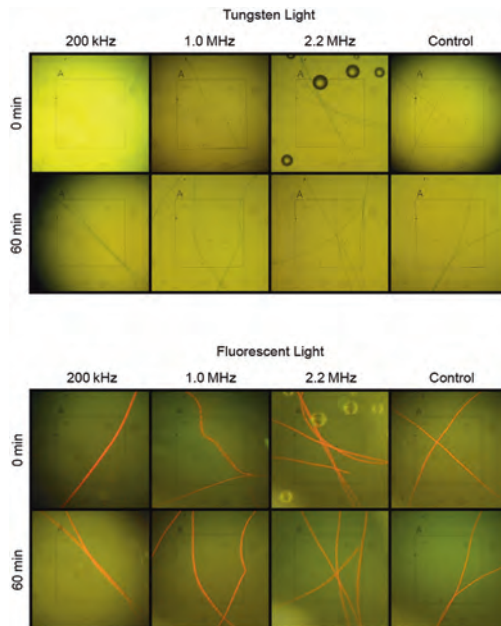 Tungsten Light
200 kHz 1.0 MHz 2.2 MHz Control
0 min
A A A A
60 min
A A A A
Fluorescent Light
200 kHz 1.0 MHz 2.2 MHz Control
0 min
A A
60 min